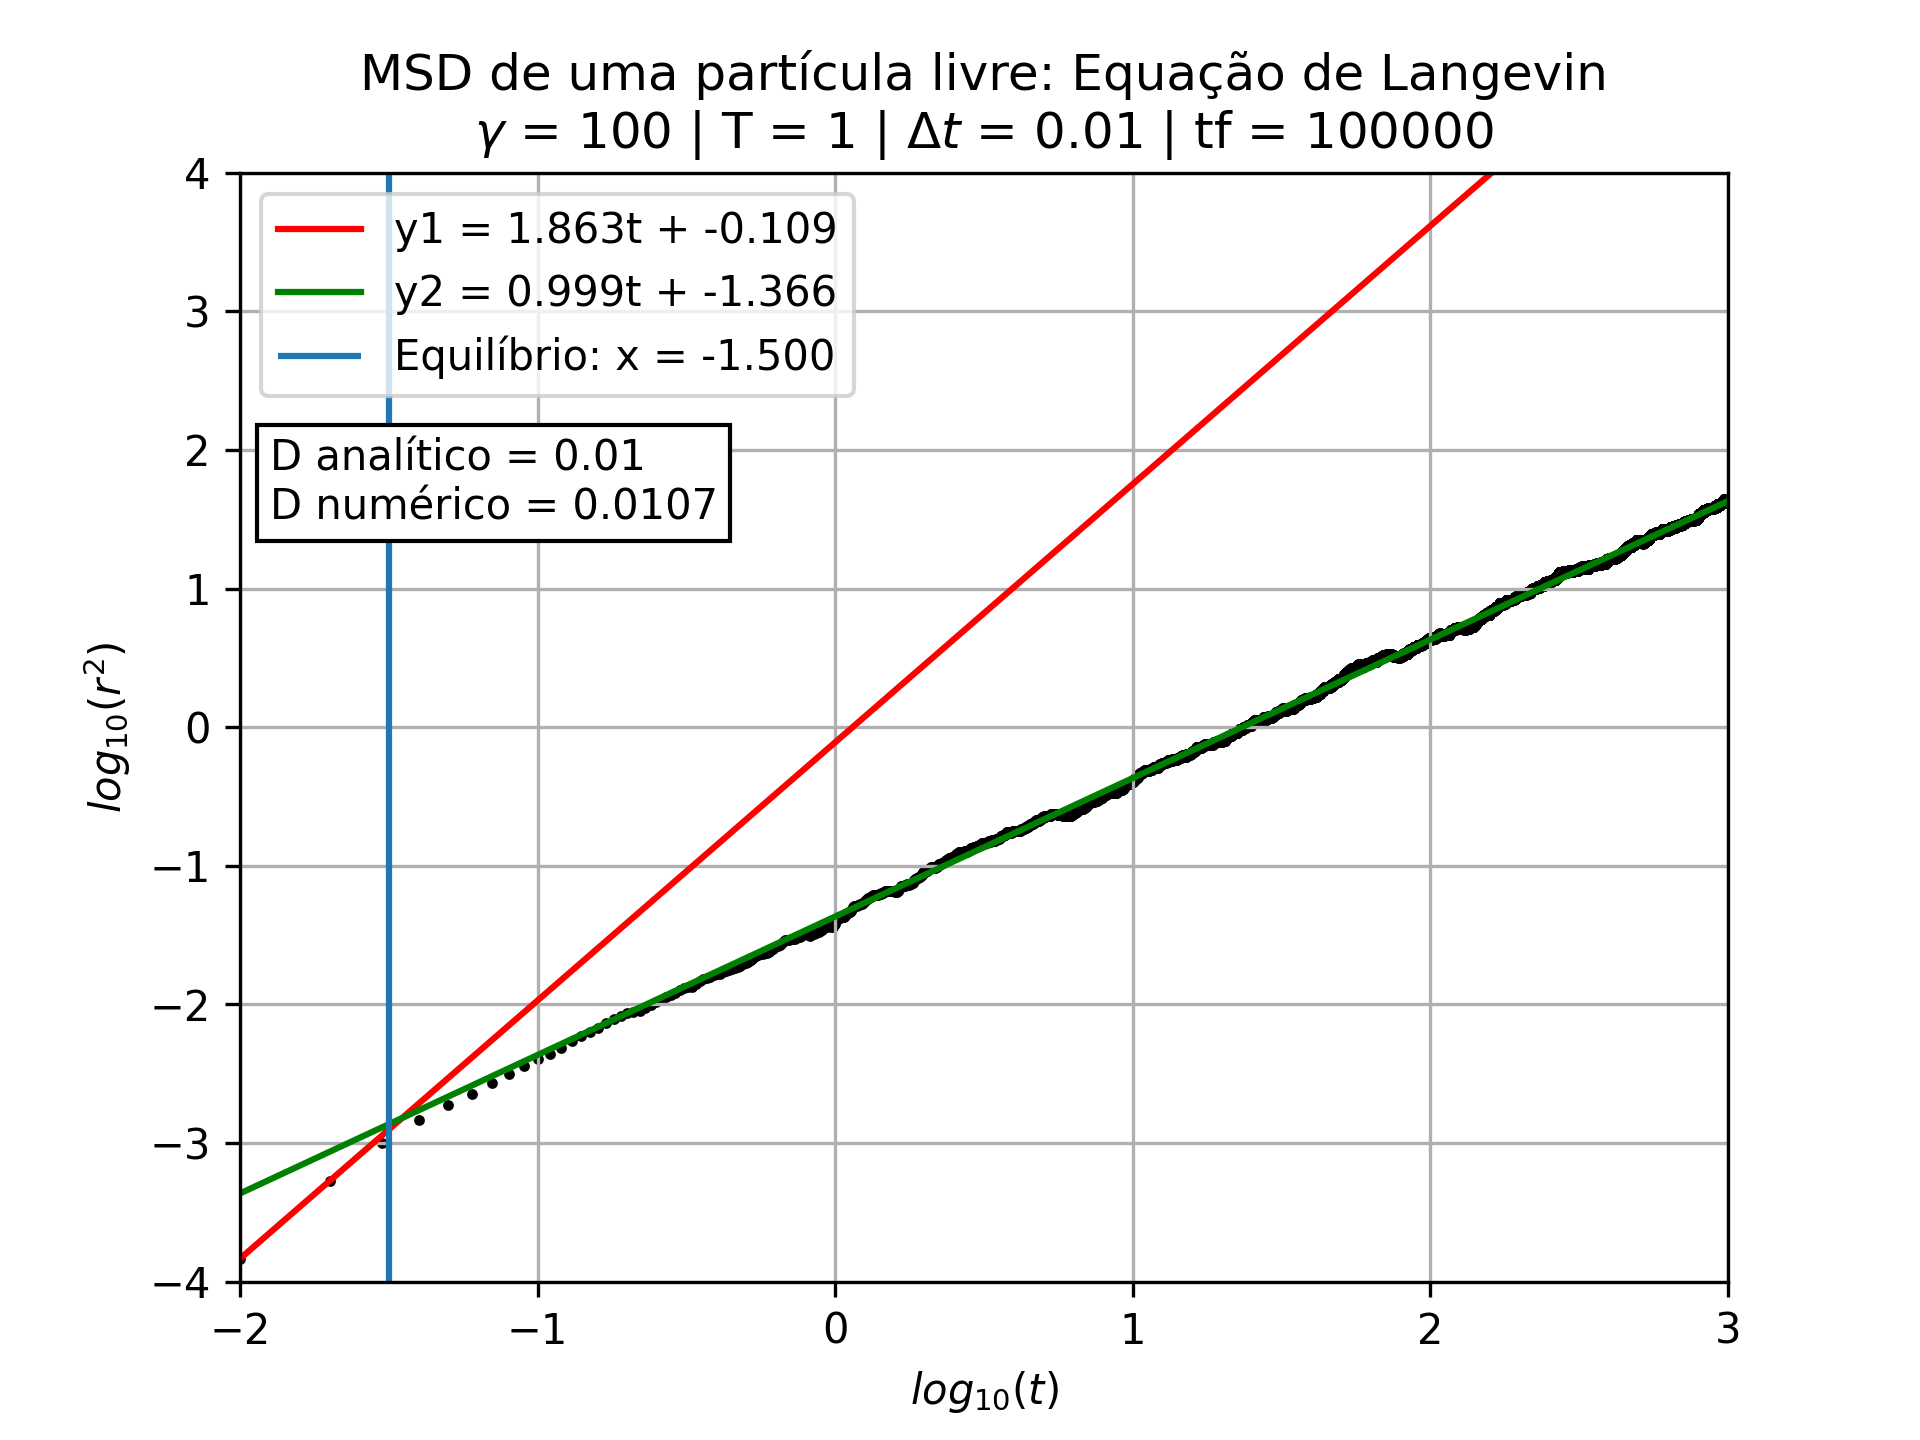 MSD de uma partícula livre: Equação de Langevin
γ = 100 | T = 1 | Δt = 0.01 | tf = 100000
y1 = 1.863t + -0.109
y2 = 0.999t + -1.366
Equilíbrio: x = -1.500
D analítico = 0.01
D numérico = 0.0107
log₁₀(r²)
4
3
2
1
0
−1
−2
−3
−4
−2
−1
0
1
2
3
log₁₀(t)